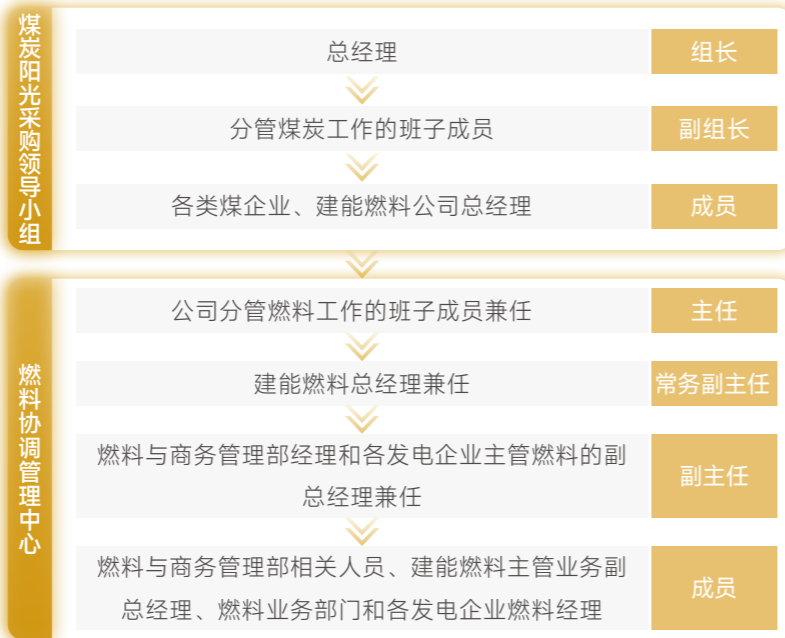 煤炭阳光采购领导小组
总经理
组长
分管煤炭工作的班子成员
副组长
各类煤企业、建能燃料公司总经理
成员
燃料协调管理中心
公司分管燃料工作的班子成员兼任
主任
建能燃料总经理兼任
常务副主任
燃料与商务管理部经理和各发电企业主管燃料的副
总经理兼任
副主任
燃料与商务管理部相关人员、建能燃料主管业务副
总经理、燃料业务部门和各发电企业燃料经理
成员